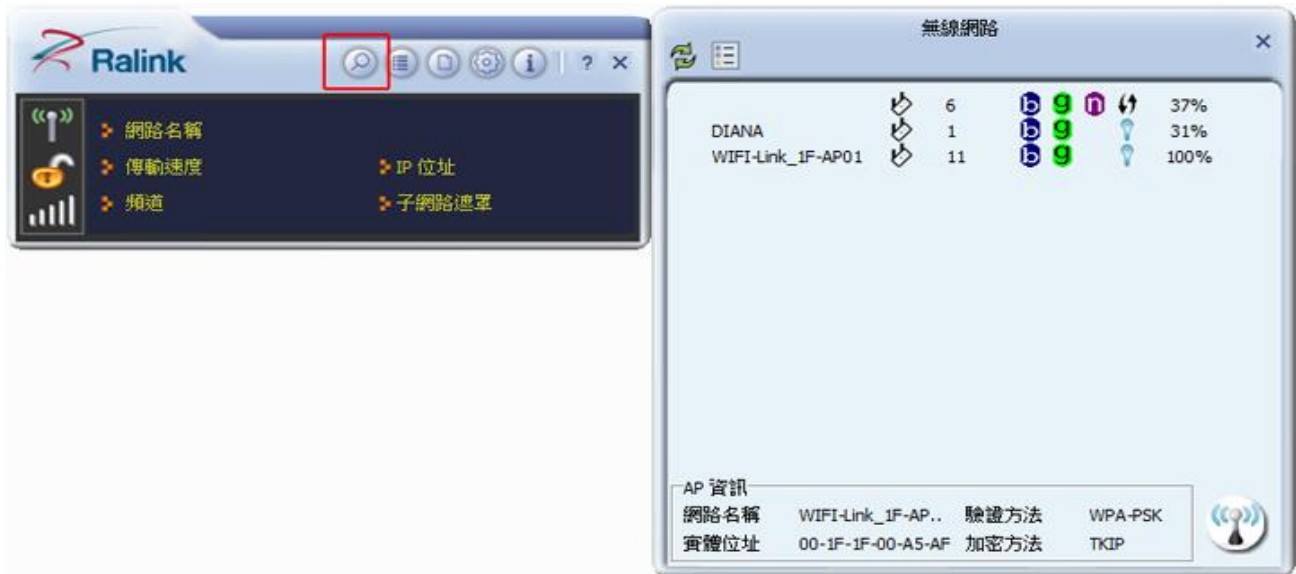 Ralink
i ? ×
網路名稱
傳輸速度 IP 位址
頻道 子網路遮罩
無線網路 ×
6 b g n 37%
DIANA 1 b g 31%
WIFI-Link_1F-AP01 11 b g 100%
AP 資訊
網路名稱 WIFI-Link_1F-AP.. 驗證方法 WPA-PSK
實體位址 00-1F-1F-00-A5-AF 加密方法 TKIP